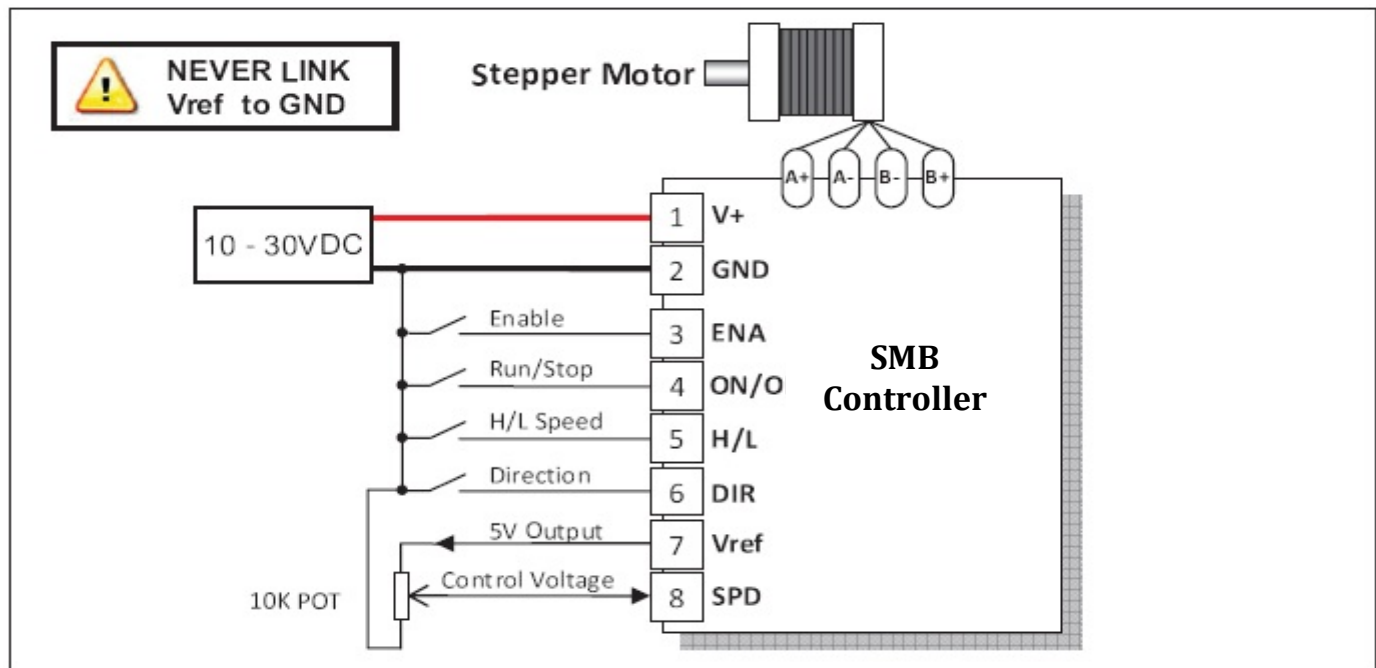 NEVER LINK
Vref to GND
Stepper Motor
A+ A- B- B+
10 - 30VDC
1 V+
2 GND
Enable 3 ENA
Run/Stop 4 ON/O
H/L Speed 5 H/L
Direction 6 DIR
5V Output 7 Vref
Control Voltage 8 SPD
10K POT
SMB
Controller